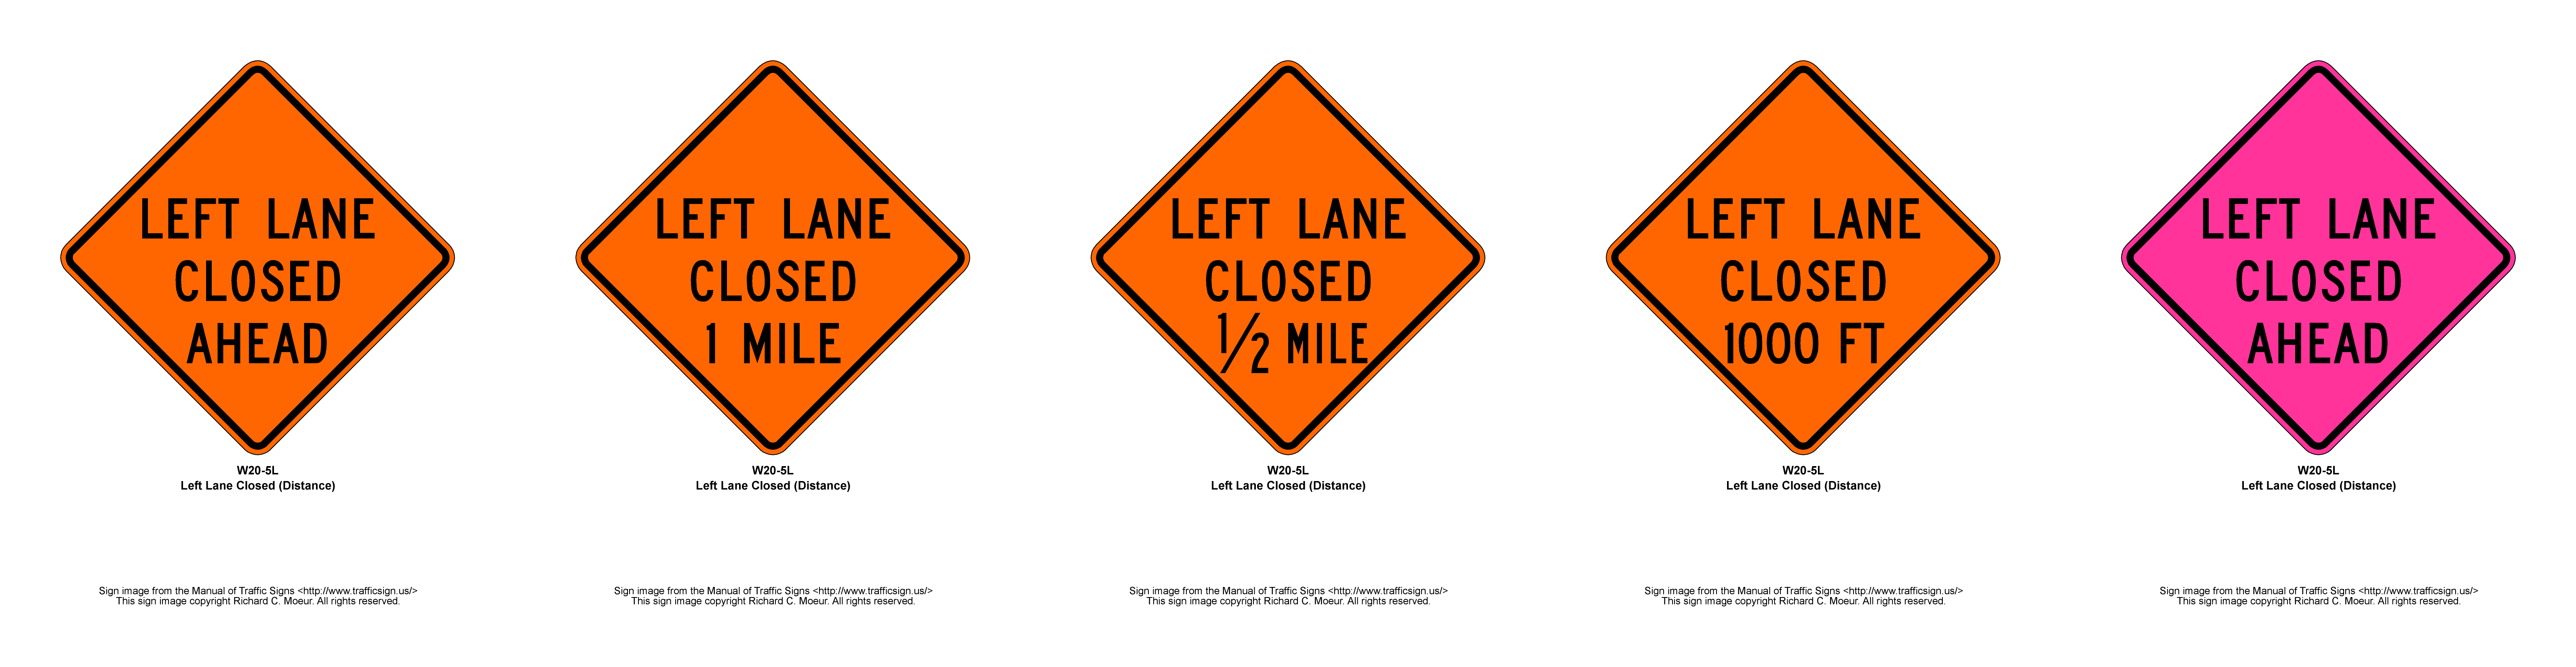 LEFT LANE
CLOSED
AHEAD
W20-5L
Left Lane Closed (Distance)
Sign image from the Manual of Traffic Signs <http://www.trafficsign.us/>
This sign image copyright Richard C. Moeur. All rights reserved.
LEFT LANE
CLOSED
1 MILE
W20-5L
Left Lane Closed (Distance)
Sign image from the Manual of Traffic Signs <http://www.trafficsign.us/>
This sign image copyright Richard C. Moeur. All rights reserved.
LEFT LANE
CLOSED
1/2 MILE
W20-5L
Left Lane Closed (Distance)
Sign image from the Manual of Traffic Signs <http://www.trafficsign.us/>
This sign image copyright Richard C. Moeur. All rights reserved.
LEFT LANE
CLOSED
1000 FT
W20-5L
Left Lane Closed (Distance)
Sign image from the Manual of Traffic Signs <http://www.trafficsign.us/>
This sign image copyright Richard C. Moeur. All rights reserved.
LEFT LANE
CLOSED
AHEAD
W20-5L
Left Lane Closed (Distance)
Sign image from the Manual of Traffic Signs <http://www.trafficsign.us/>
This sign image copyright Richard C. Moeur. All rights reserved.